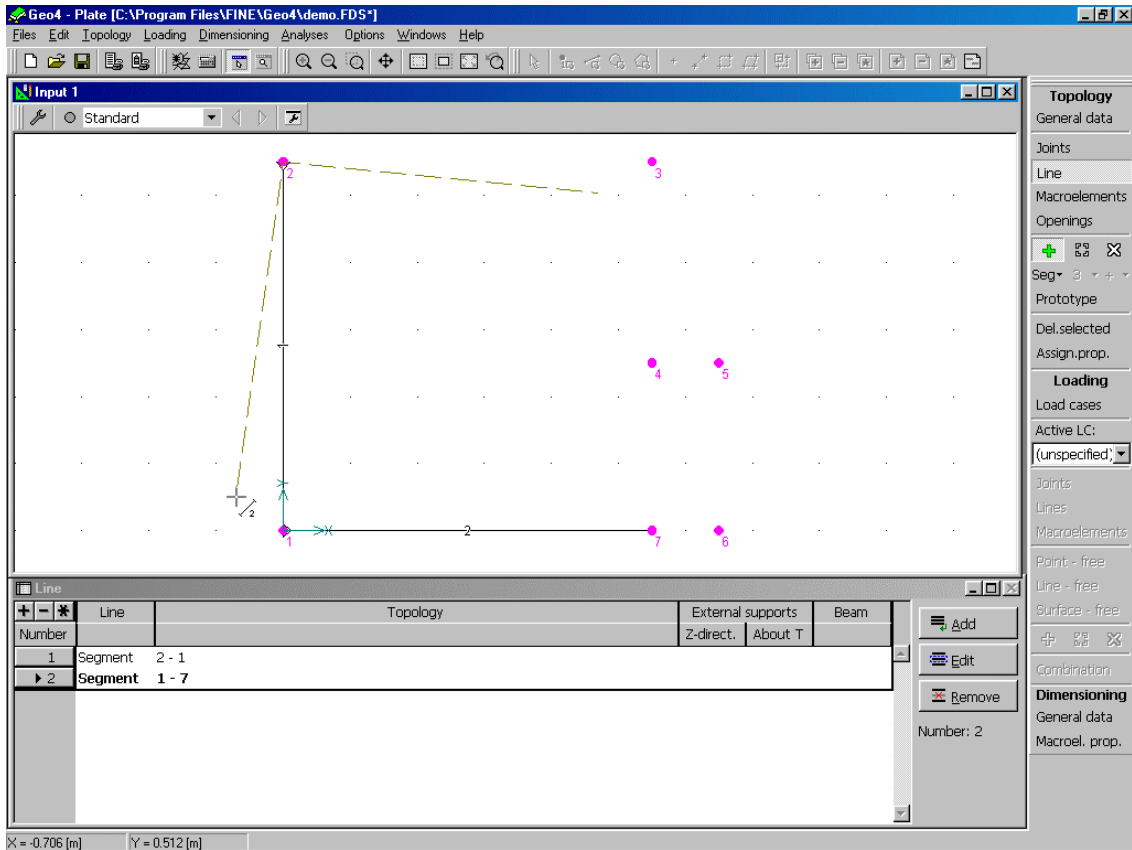 Geo4 - Plate [C:\Program Files\FINE\Geo4\demo.FDS*]
Files Edit Topology Loading Dimensioning Analyses Options Windows Help
Input 1
Standard
2
3
1
4
5
2
Y
X
1
2
7
6
Line
Line Topology External supports Beam
Number Z-direct. About T
1 Segment 2 - 1
2 Segment 1 - 7
Add
Edit
Remove
Number: 2
Topology
General data
Joints
Line
Macroelements
Openings
Seg 3 +
Prototype
Del.selected
Assign.prop.
Loading
Load cases
Active LC:
(unspecified)
Joints
Lines
Macroelements
Point - free
Line - free
Surface - free
Combination
Dimensioning
General data
Macroel. prop.
X = -0.706 [m] Y = 0.512 [m]